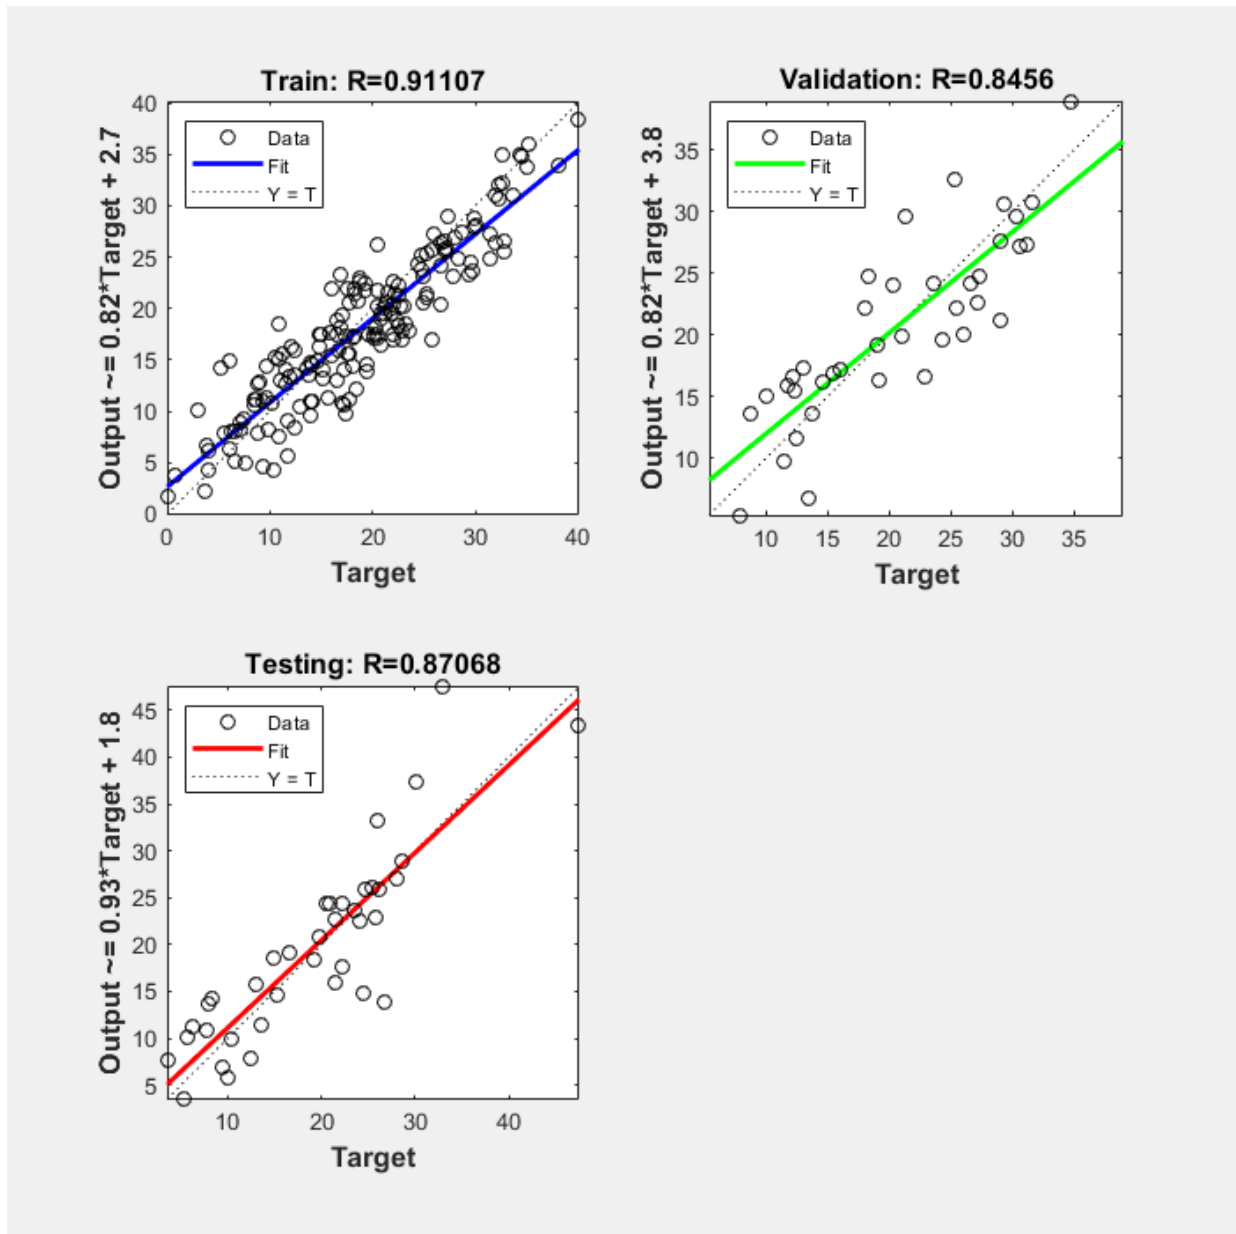 Train: R=0.91107
Output ~= 0.82*Target + 2.7
40
35
30
25
20
15
10
5
0
Data
Fit
Y = T
0
10
20
30
40
Target
Validation: R=0.8456
Output ~= 0.82*Target + 3.8
35
30
25
20
15
10
Data
Fit
Y = T
10
15
20
25
30
35
Target
Testing: R=0.87068
Output ~= 0.93*Target + 1.8
45
40
35
30
25
20
15
10
5
Data
Fit
Y = T
10
20
30
40
Target